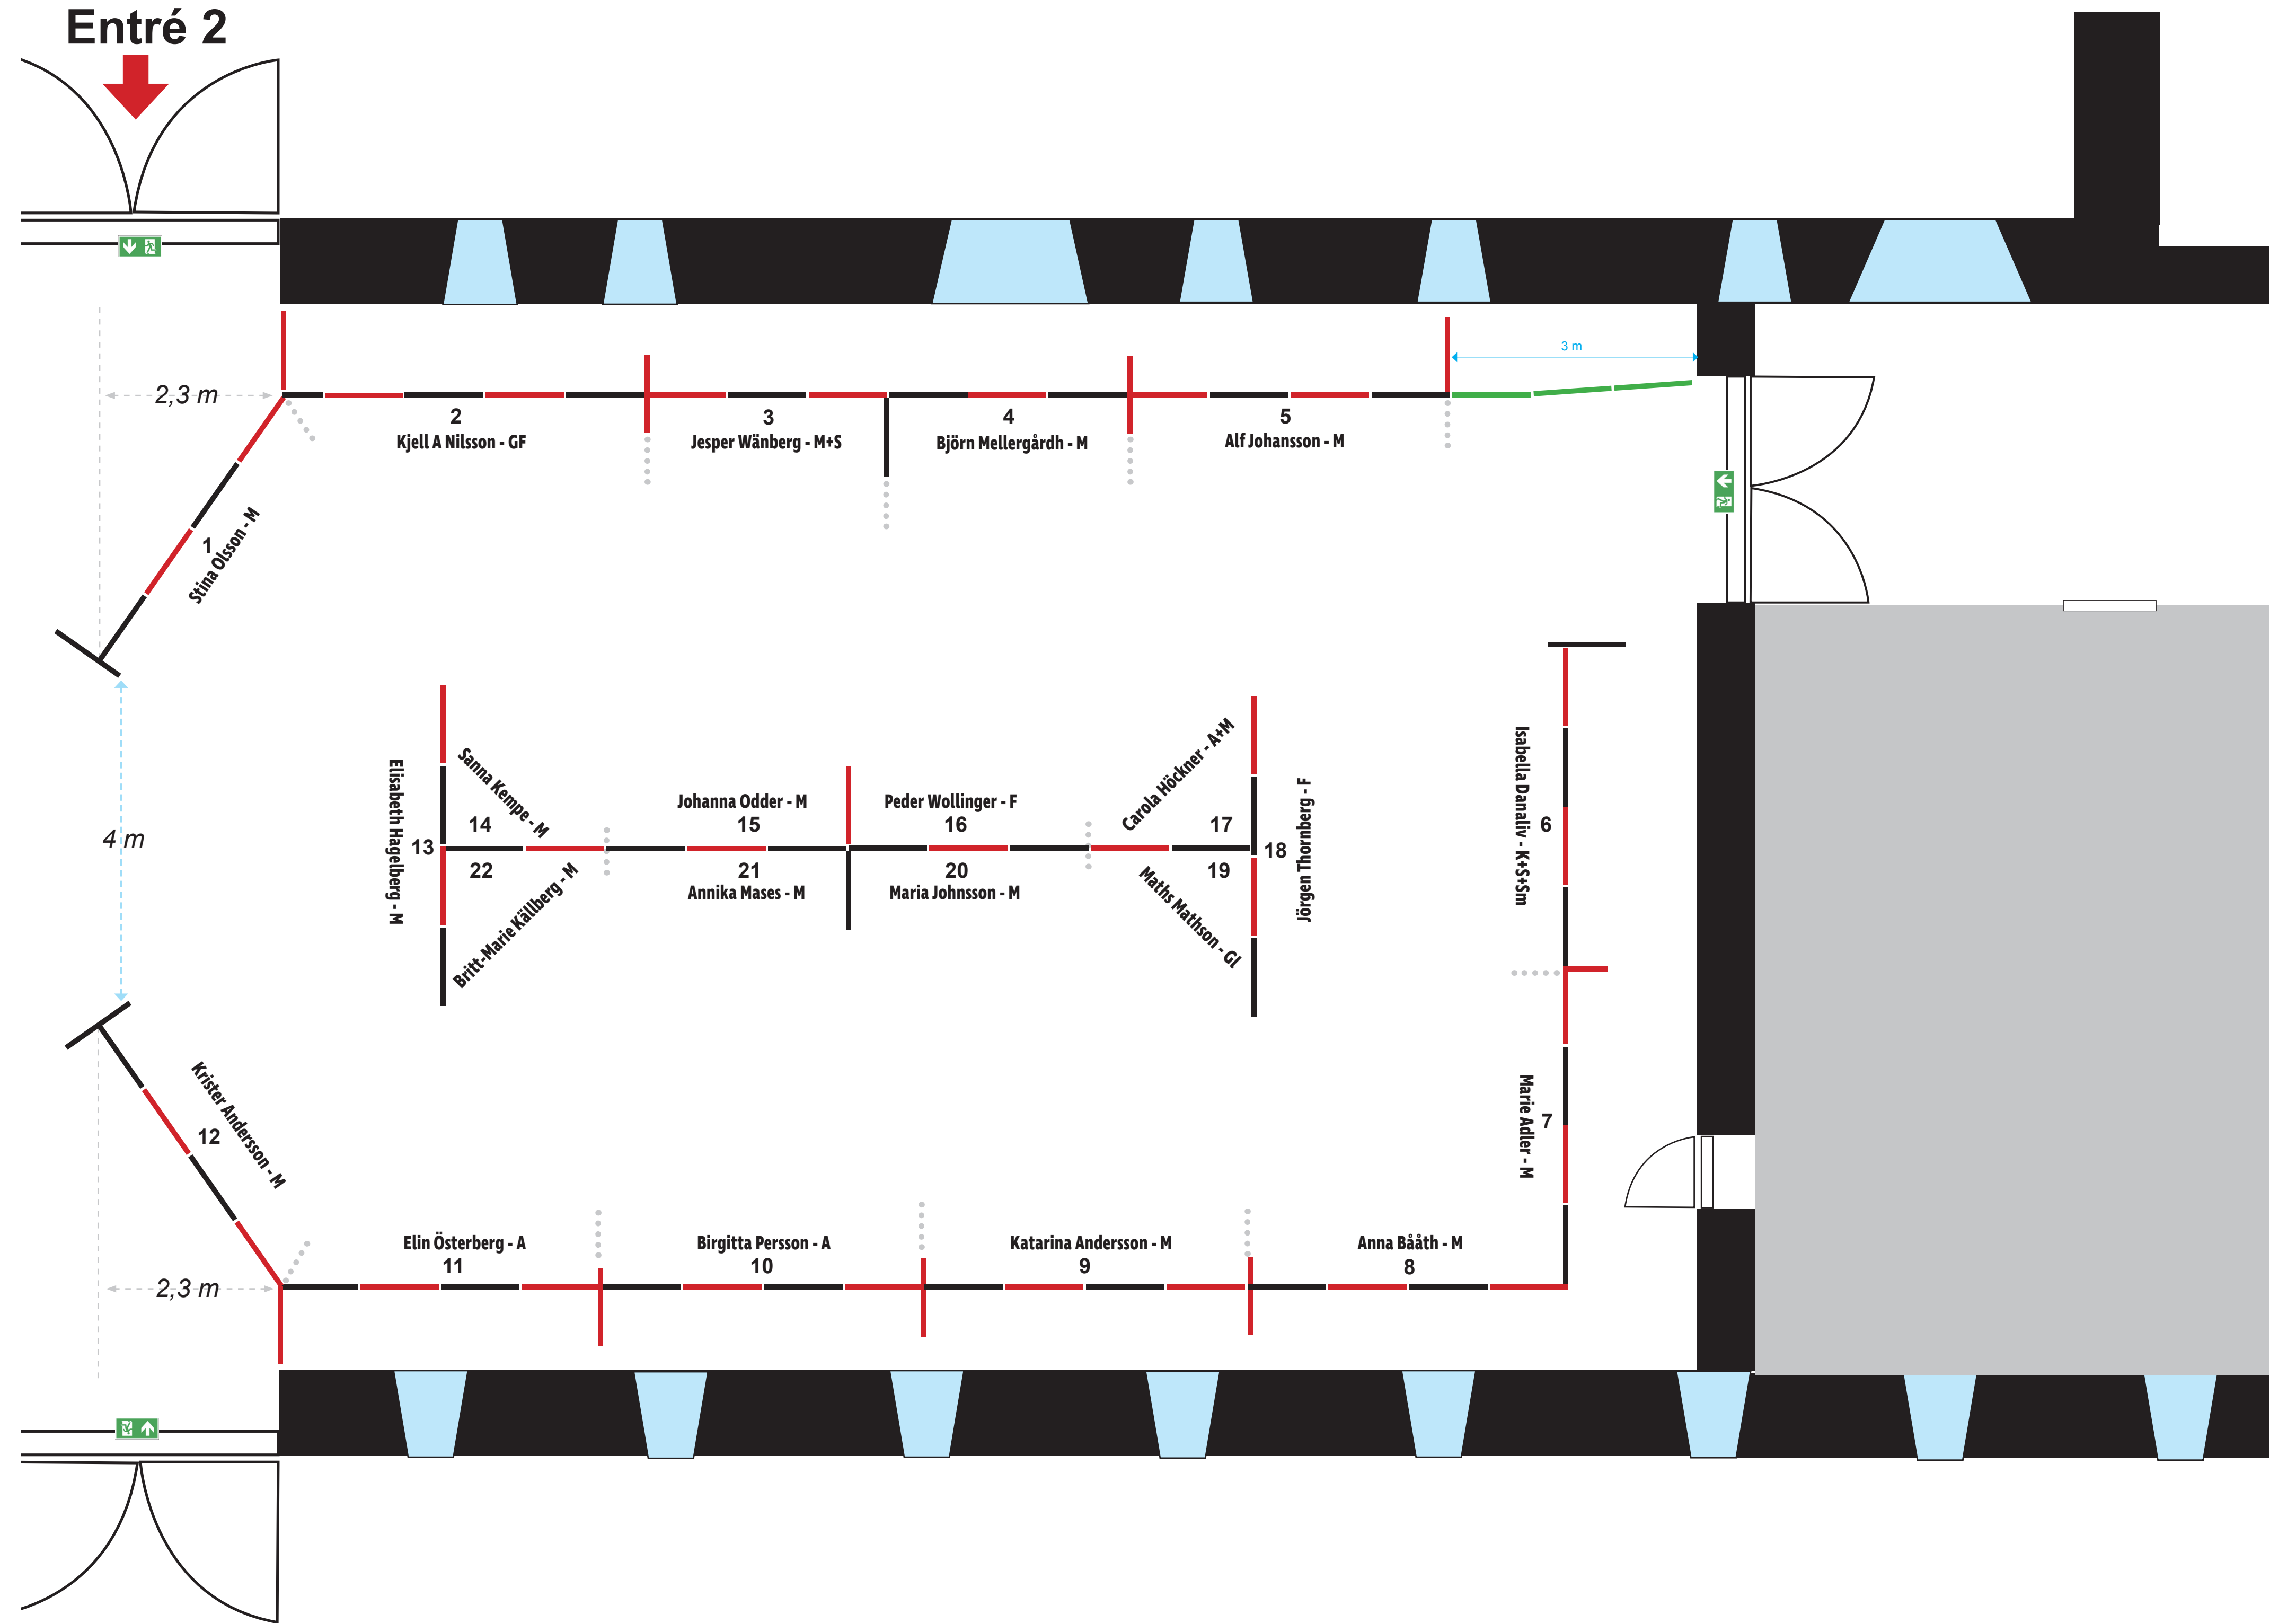 Entré 2
3 m
2,3 m
2
Kjell A Nilsson - GF
3
Jesper Wänberg - M+S
4
Björn Mellergårdh - M
5
Alf Johansson - M
1
Stina Olsson - M
4 m
Elisabeth Hagelberg - M
13
Sanna Kempe - M
14
Johanna Odder - M
15
Peder Wollinger - F
16
Carola Höckner - A+M
17
18
Jörgen Thornberg - F
Isabella Danaliv - K+S+Sm
6
22
Britt-Marie Källberg - M
21
Annika Mases - M
20
Maria Johnsson - M
19
Maths Mathson - Gl
Marie Adler - M
7
Krister Andersson - M
12
Elin Österberg - A
11
Birgitta Persson - A
10
Katarina Andersson - M
9
Anna Bååth - M
8
2,3 m